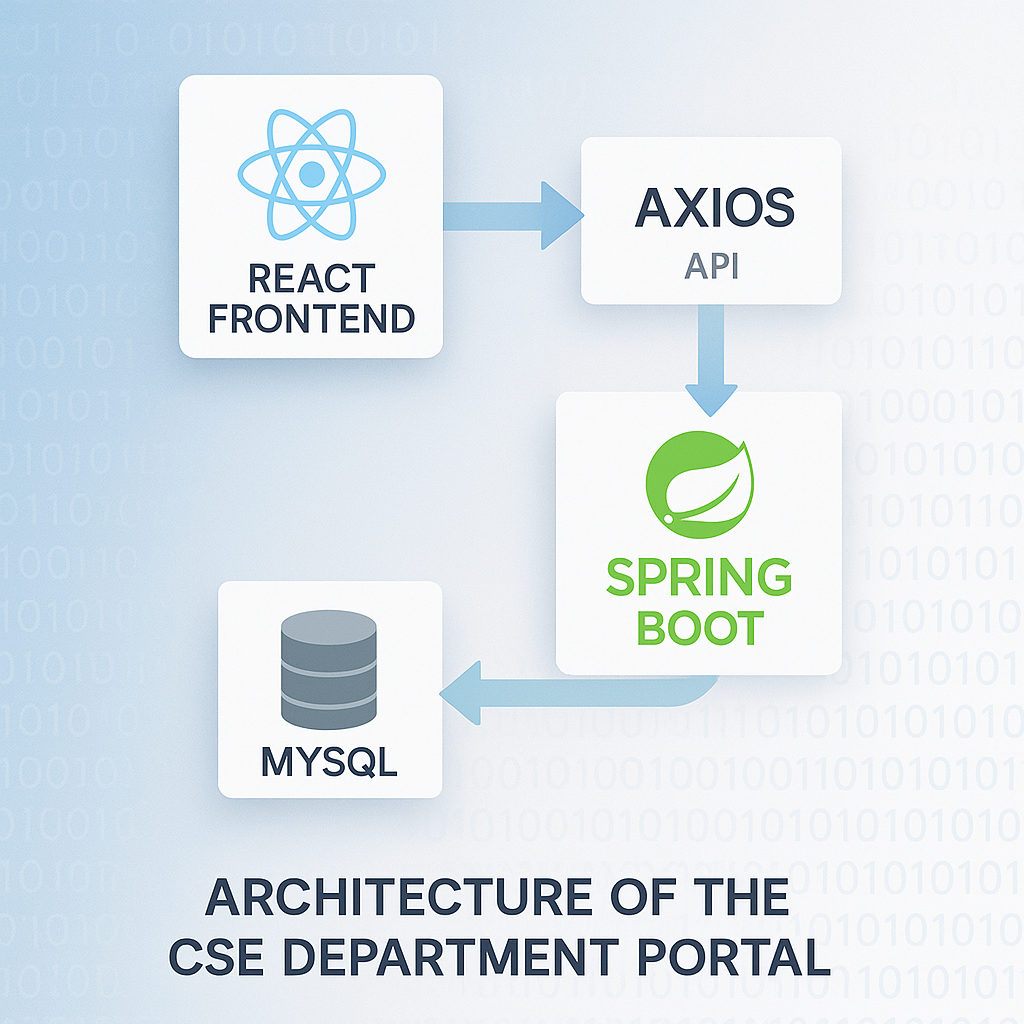 REACT
FRONTEND
AXIOS
API
SPRING
BOOT
MYSQL
ARCHITECTURE OF THE
CSE DEPARTMENT PORTAL